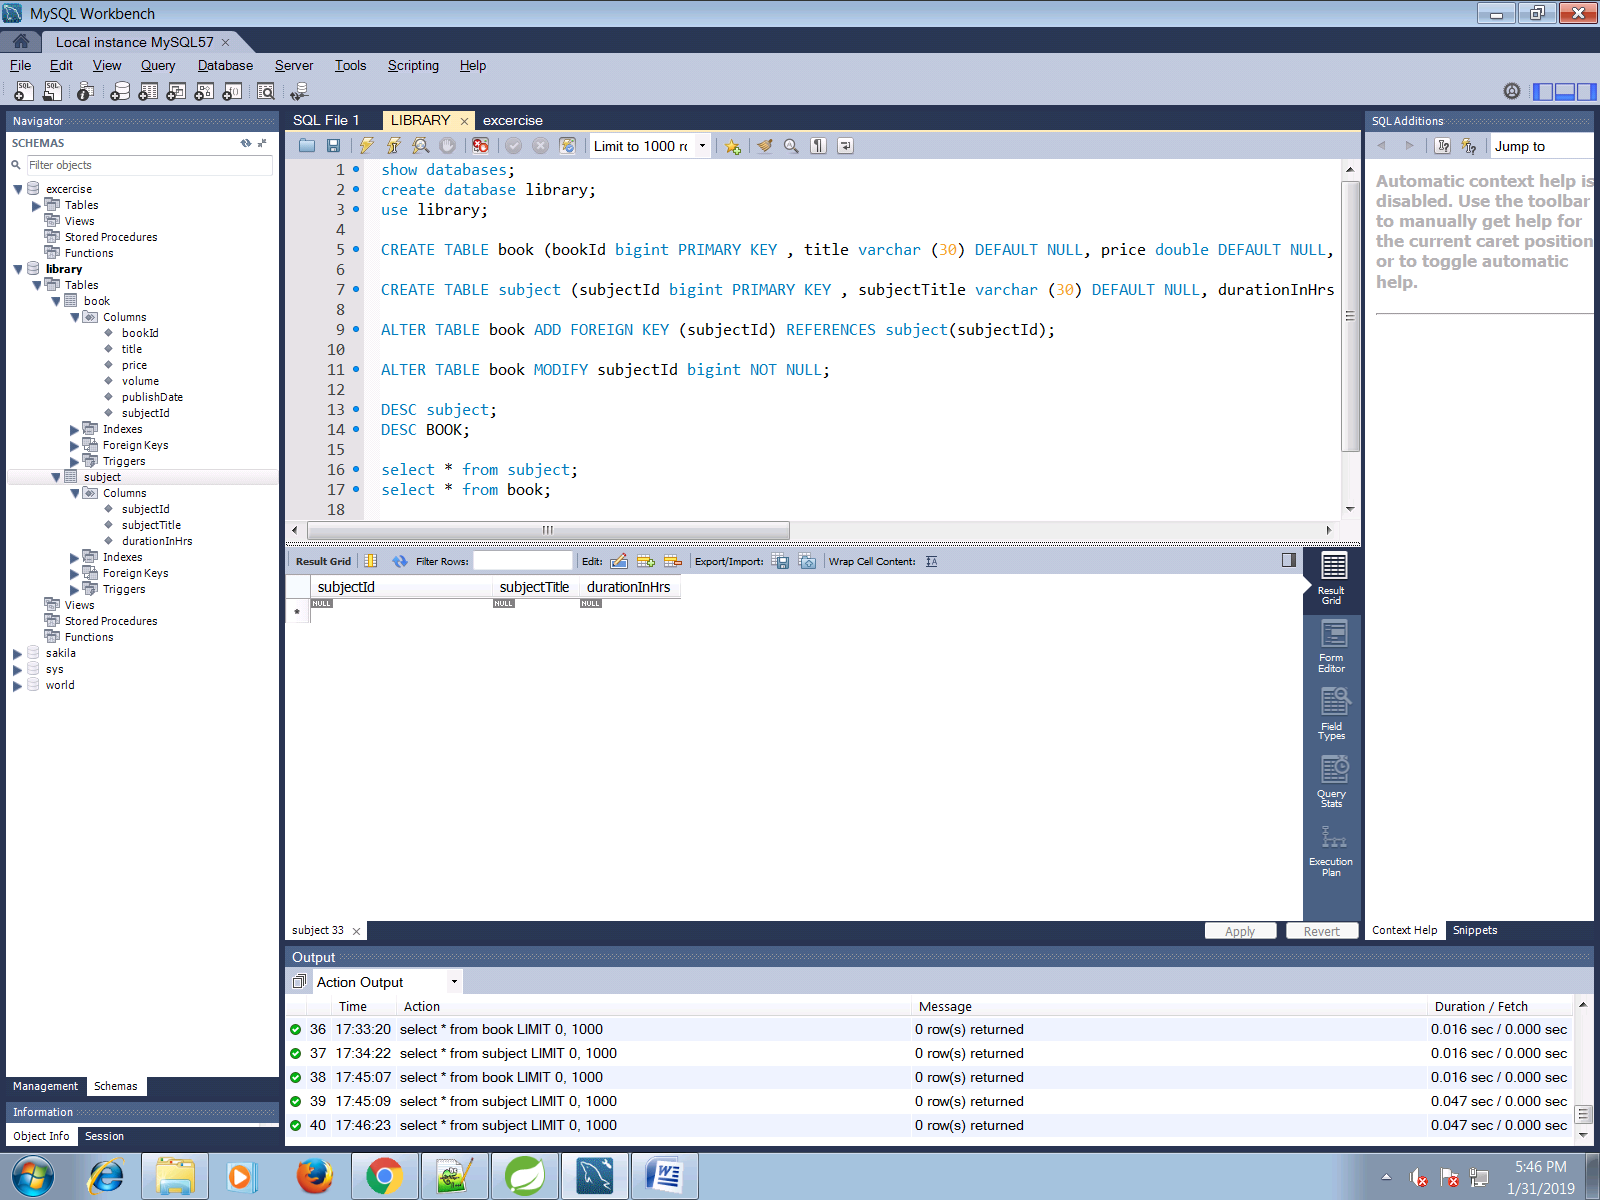 MySQL Workbench
Local instance MySQL57
File Edit View Query Database Server Tools Scripting Help
Navigator
SCHEMAS
Filter objects
excercise
Tables
Views
Stored Procedures
Functions
library
Tables
book
Columns
bookId
title
price
volume
publishDate
subjectId
Indexes
Foreign Keys
Triggers
subject
Columns
subjectId
subjectTitle
durationInHrs
Indexes
Foreign Keys
Triggers
Views
Stored Procedures
Functions
sakila
sys
world
Management Schemas
Information
Object Info Session
SQL File 1 LIBRARY excercise
Limit to 1000 rc
1 show databases;
2 create database library;
3 use library;
4
5 CREATE TABLE book (bookId bigint PRIMARY KEY , title varchar (30) DEFAULT NULL, price double DEFAULT NULL,
6
7 CREATE TABLE subject (subjectId bigint PRIMARY KEY , subjectTitle varchar (30) DEFAULT NULL, durationInHrs
8
9 ALTER TABLE book ADD FOREIGN KEY (subjectId) REFERENCES subject(subjectId);
10
11 ALTER TABLE book MODIFY subjectId bigint NOT NULL;
12
13 DESC subject;
14 DESC BOOK;
15
16 select * from subject;
17 select * from book;
18
Result Grid Filter Rows: Edit: Export/Import: Wrap Cell Content:
subjectId subjectTitle durationInHrs
* NULL NULL NULL
Result Grid
Form Editor
Field Types
Query Stats
Execution Plan
subject 33 Apply Revert
SQL Additions
Jump to
Automatic context help is
disabled. Use the toolbar
to manually get help for
the current caret position
or to toggle automatic
help.
Context Help Snippets
Output
Action Output
Time Action Message Duration / Fetch
36 17:33:20 select * from book LIMIT 0, 1000 0 row(s) returned 0.016 sec / 0.000 sec
37 17:34:22 select * from subject LIMIT 0, 1000 0 row(s) returned 0.016 sec / 0.000 sec
38 17:45:07 select * from book LIMIT 0, 1000 0 row(s) returned 0.016 sec / 0.000 sec
39 17:45:09 select * from subject LIMIT 0, 1000 0 row(s) returned 0.047 sec / 0.000 sec
40 17:46:23 select * from subject LIMIT 0, 1000 0 row(s) returned 0.047 sec / 0.000 sec
5:46 PM
1/31/2019